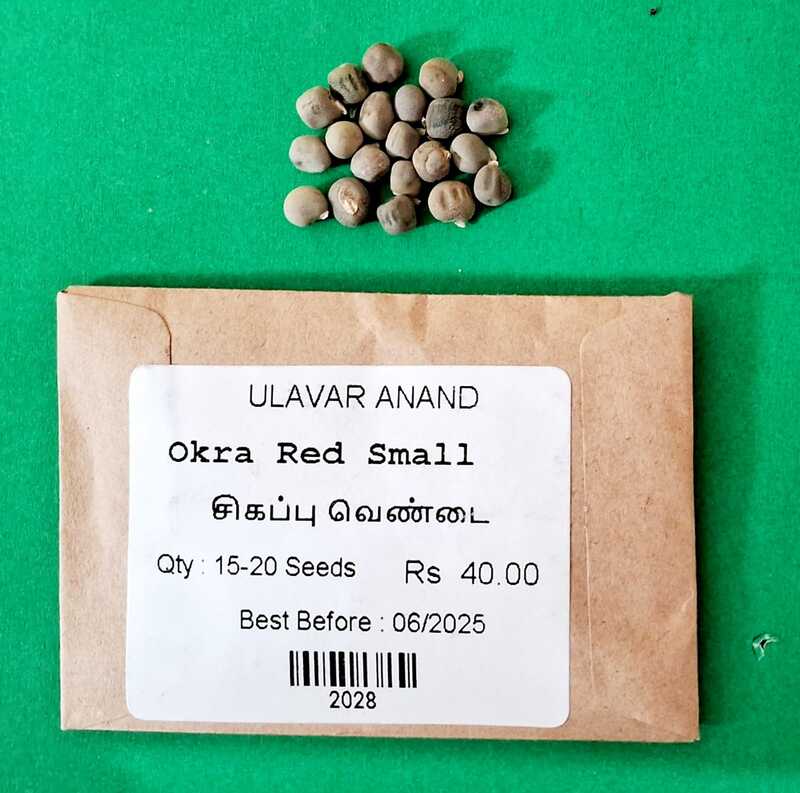 ULAVAR ANAND
Okra Red Small
சிகப்பு வெண்டை
Qty : 15-20 Seeds Rs 40.00
Best Before : 06/2025
2028